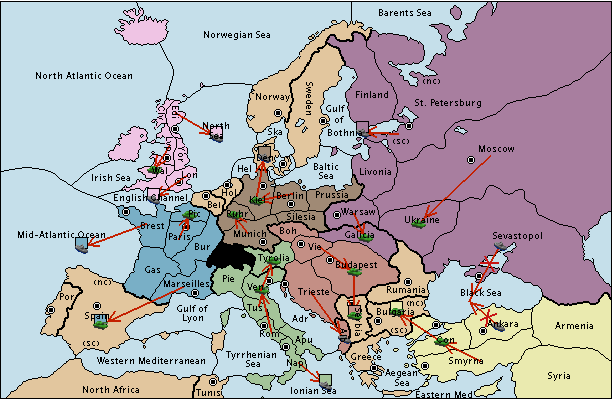 Barents Sea
Norwegian Sea
(nc)
North Atlantic Ocean
Finland
St. Petersburg
Norway
Sweden
Gulf
of
Bothnia
Edi
North
Sea
Ska
(sc)
Moscow
Irish Sea
Wal
Lon
Hel
Den
Baltic
Sea
Livonia
English Channel
Hol
Kiel
Berlin
Prussia
Bel
Ruhr
Pic
Silesia
Warsaw
Ukraine
Mid-Atlantic Ocean
Brest
Paris
Munich
Boh
Galicia
Sevastopol
Bur
Vie
Tyrolia
Budapest
Gas
Pie
Marseilles
Ven
Trieste
Rumania
Black Sea
(nc)
Por
Spain
Gulf of
Lyon
Tus
Adr
Serbia
Bulgaria
(nc)
(sc)
Ankara
Armenia
Rom
Apu
Con
(sc)
Western Mediterranean
Tyrrhenian
Sea
Nap
Greece
Smyrna
Aegean
Sea
Syria
North Africa
Tunis
Ionian Sea
Eastern Med